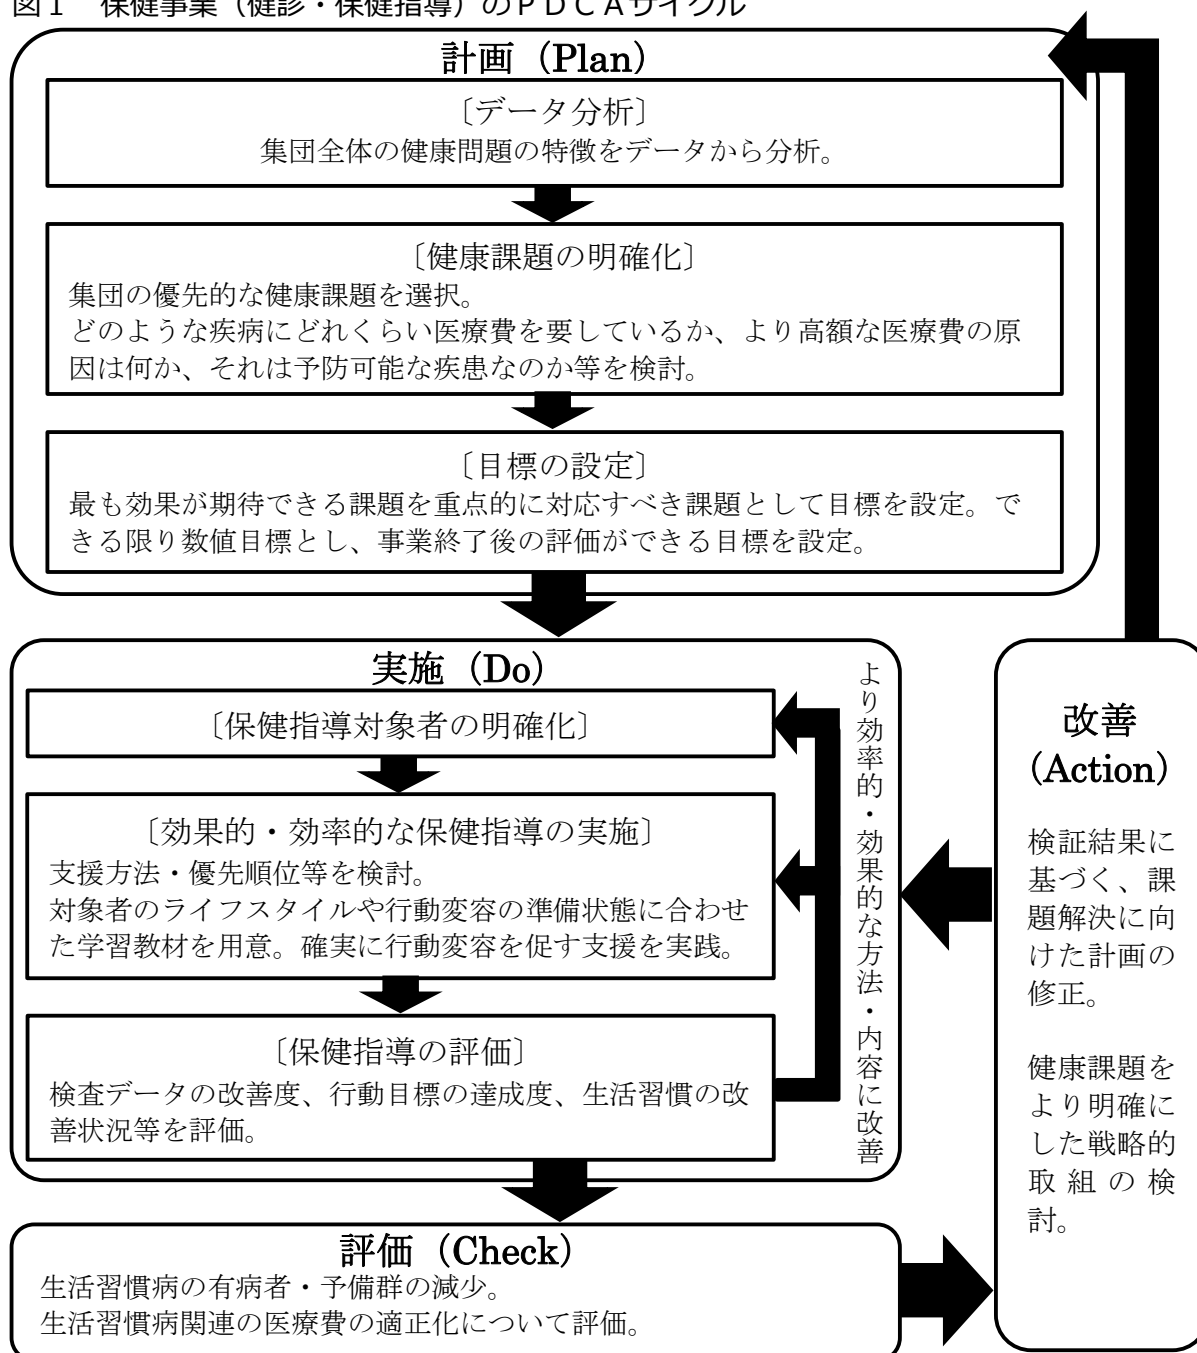 図１　保健事業（健診・保健指導）のＰＤＣＡサイクル
計画（Plan）
〔データ分析〕
集団全体の健康問題の特徴をデータから分析。
〔健康課題の明確化〕
集団の優先的な健康課題を選択。
どのような疾病にどれくらい医療費を要しているか、より高額な医療費の原
因は何か、それは予防可能な疾患なのか等を検討。
〔目標の設定〕
最も効果が期待できる課題を重点的に対応すべき課題として目標を設定。で
きる限り数値目標とし、事業終了後の評価ができる目標を設定。
実施（Do）
〔保健指導対象者の明確化〕
〔効果的・効率的な保健指導の実施〕
支援方法・優先順位等を検討。
対象者のライフスタイルや行動変容の準備状態に合わせ
た学習教材を用意。確実に行動変容を促す支援を実践。
〔保健指導の評価〕
検査データの改善度、行動目標の達成度、生活習慣の改
善状況等を評価。
より効率的・効果的な方法・内容に改善
評価（Check）
生活習慣病の有病者・予備群の減少。
生活習慣病関連の医療費の適正化について評価。
改善
（Action）
検証結果に
基づく、課
題解決に向
けた計画の
修正。
健康課題を
より明確に
した戦略的
取組の検
討。